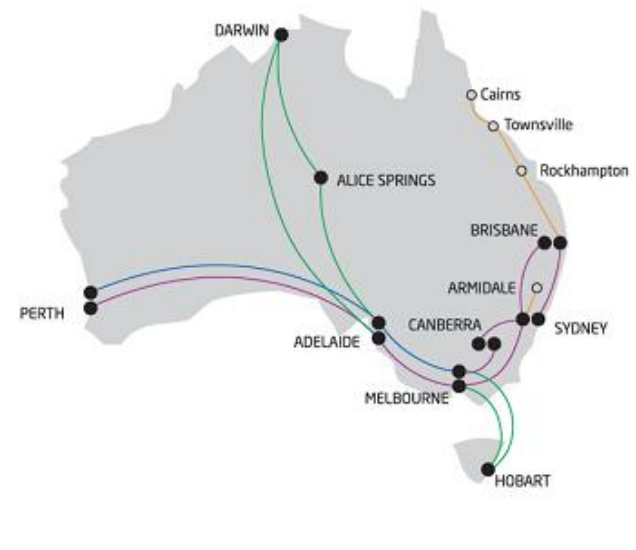 DARWIN
Cairns
Townsville
Rockhampton
ALICE SPRINGS
BRISBANE
ARMIDALE
PERTH
CANBERRA
SYDNEY
ADELAIDE
MELBOURNE
HOBART